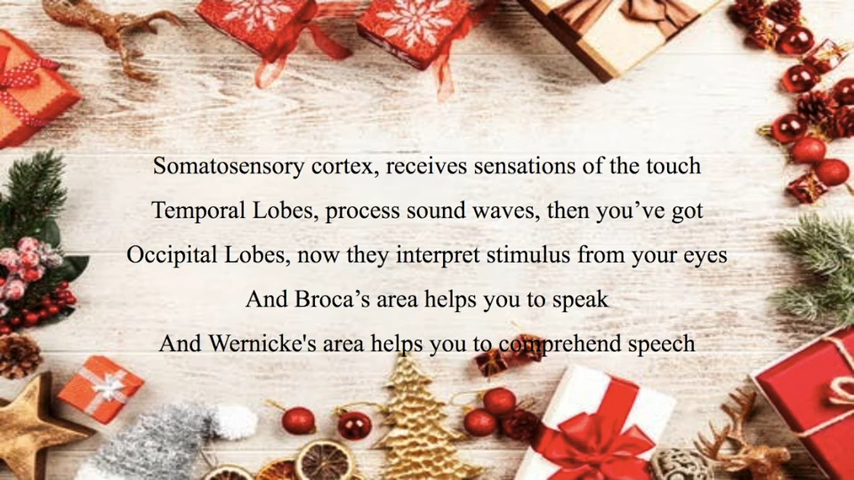 Somatosensory cortex, receives sensations of the touch
Temporal Lobes, process sound waves, then you’ve got
Occipital Lobes, now they interpret stimulus from your eyes
And Broca’s area helps you to speak
And Wernicke's area helps you to comprehend speech